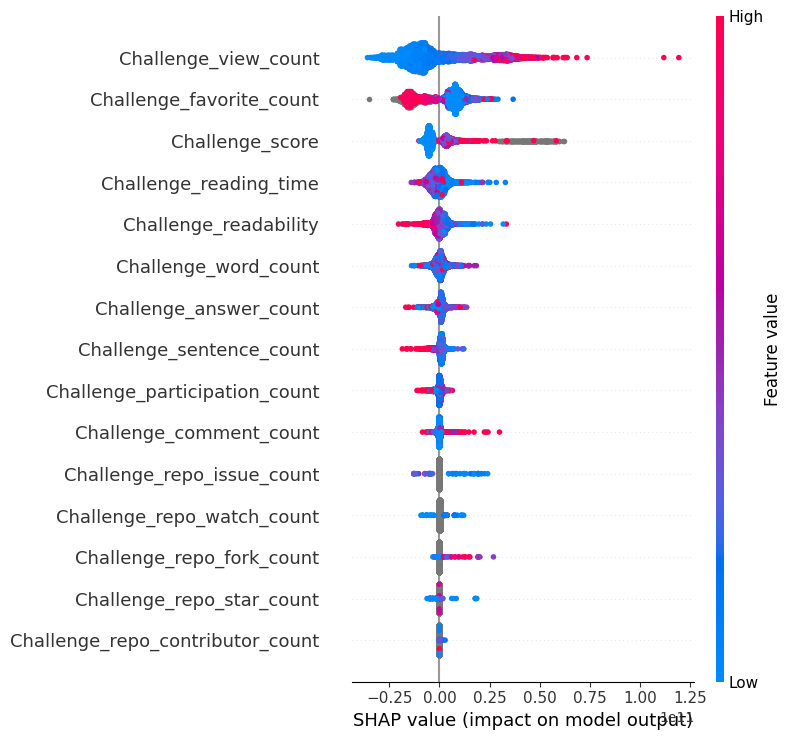 High
Challenge_view_count
Challenge_favorite_count
Challenge_score
Challenge_reading_time
Challenge_readability
Challenge_word_count
Challenge_answer_count
Challenge_sentence_count
Challenge_participation_count
Challenge_comment_count
Challenge_repo_issue_count
Challenge_repo_watch_count
Challenge_repo_fork_count
Challenge_repo_star_count
Challenge_repo_contributor_count
Feature value
Low
−0.25 0.00 0.25 0.50 0.75 1.00 1.25
SHAP value (impact on model output)